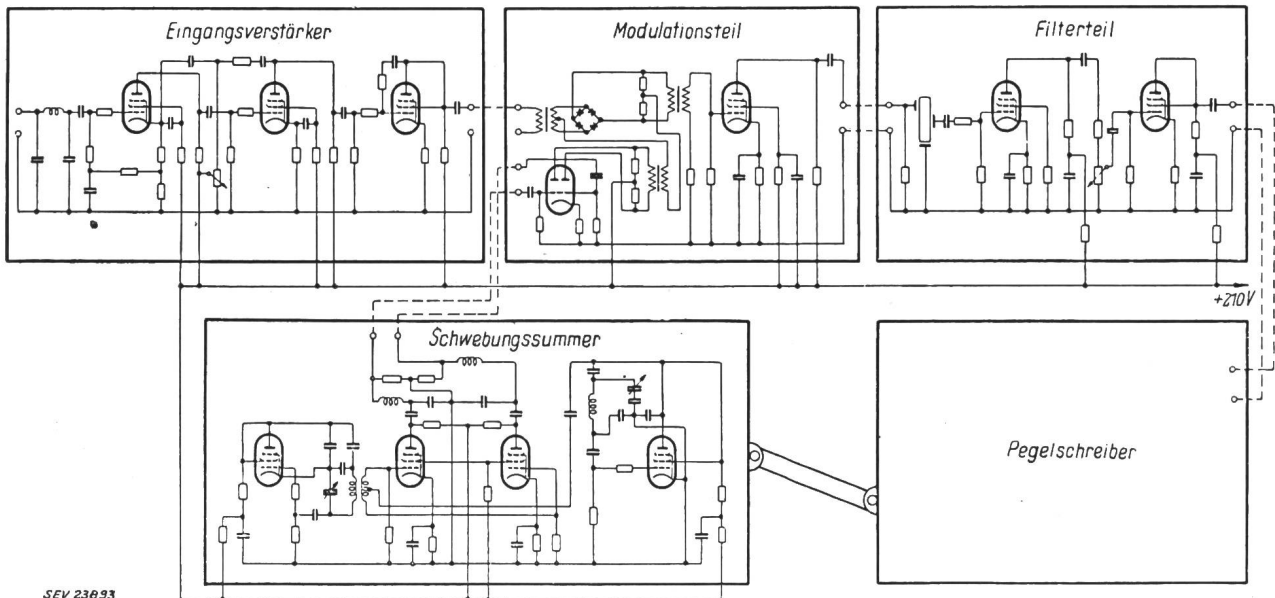 Eingangsverstärker
Modulationsteil
Filterteil
+210V
Schwebungssummer
Pegelschreiber
SEV 23893